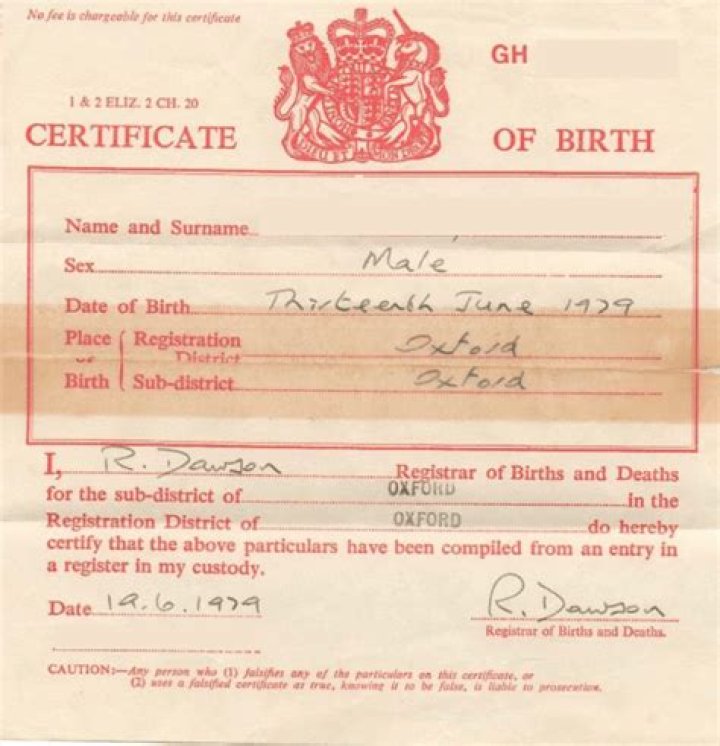 No fee is chargeable for this certificate
GH
1 & 2 ELIZ. 2 CH. 20
CERTIFICATE OF BIRTH
DIEU ET MON DROIT
Name and Surname
Sex Male
Date of Birth Thirteenth June 1979
Place of Birth { Registration District Oxford
Sub-district Oxford
I, R. Dawson Registrar of Births and Deaths
for the sub-district of OXFORD in the
Registration District of OXFORD do hereby
certify that the above particulars have been compiled from an entry in
a register in my custody.
Date 19.6.1979 R. Dawson
Registrar of Births and Deaths.
CAUTION:—Any person who (1) falsifies any of the particulars on this certificate, or
(2) uses a falsified certificate as true, knowing it to be false, is liable to prosecution.